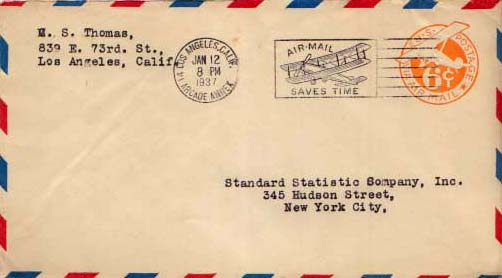 M. S. Thomas,
839 E. 73rd. St.,
Los Angeles, Calif.
LOS ANGELES, CALIF.
JAN 12
8 PM
1937
ARCADE ANNEX
AIR-MAIL
SAVES TIME
U.S. POSTAGE
6¢
AIR MAIL
Standard Statistic Company, Inc.
345 Hudson Street,
New York City,